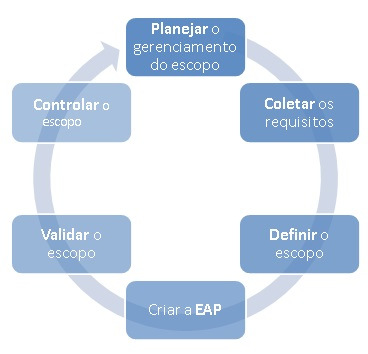 Planejar o
gerenciamento
do escopo
Coletar os
requisitos
Definir o
escopo
Criar a EAP
Validar o
escopo
Controlar o
escopo